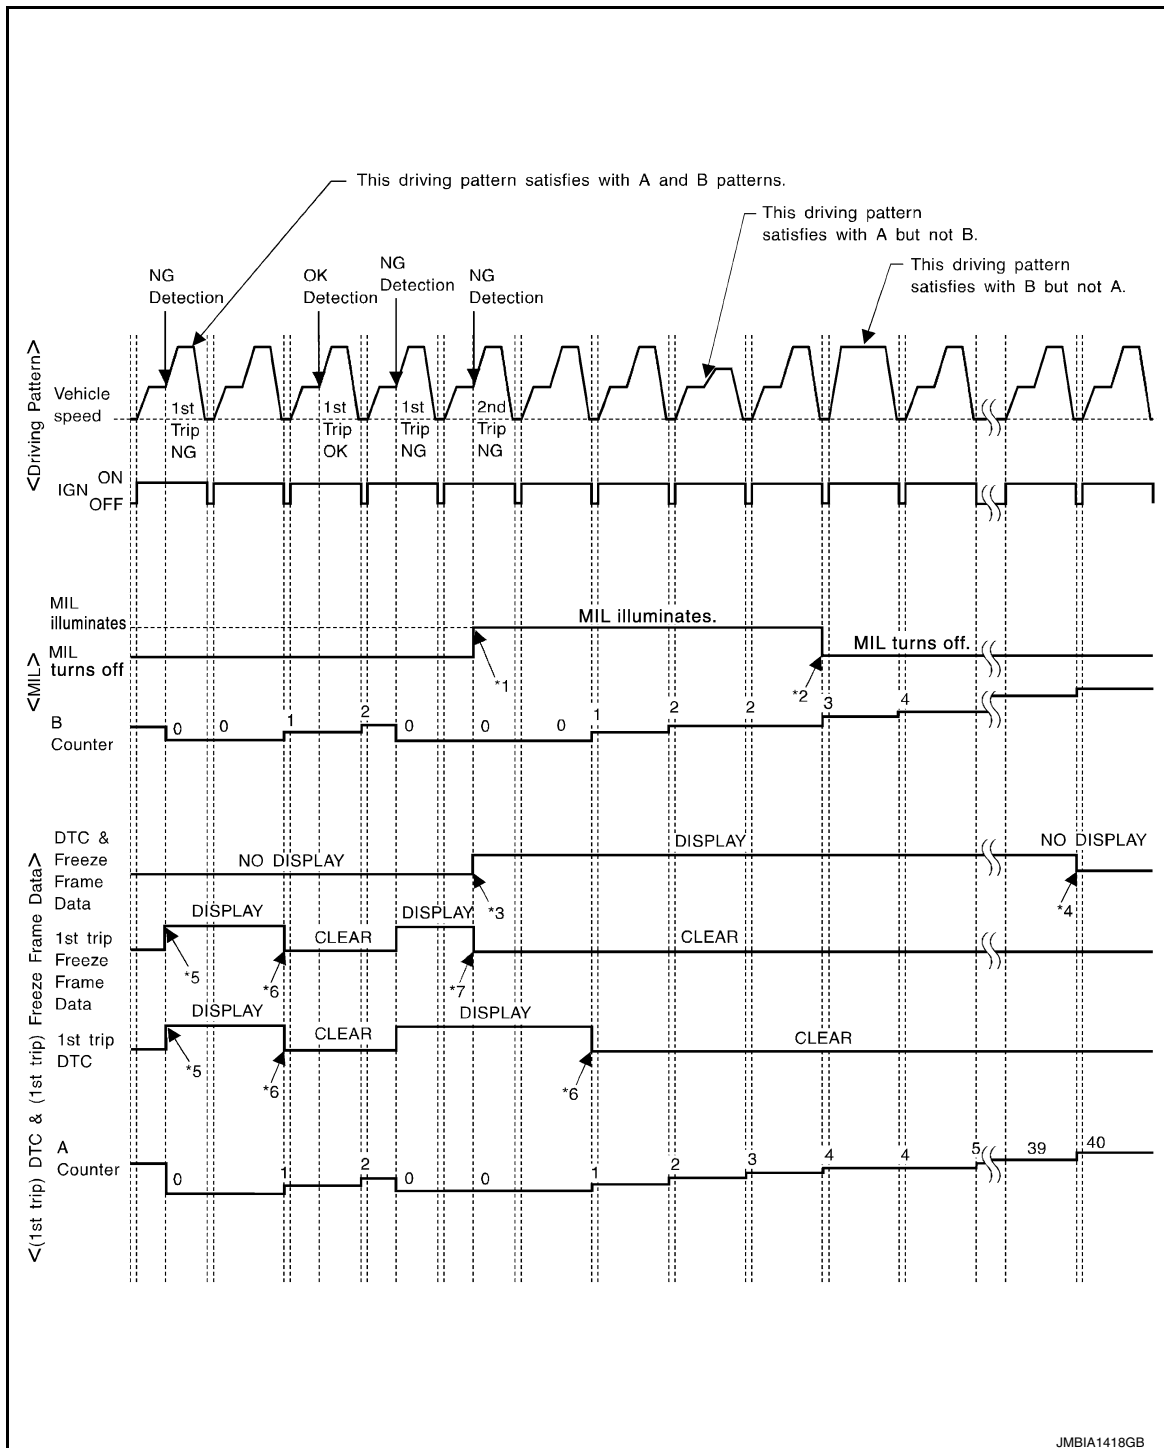 This driving pattern satisfies with A and B patterns.
This driving pattern
satisfies with A but not B.
This driving pattern
satisfies with B but not A.
NG
Detection
OK
Detection
NG
Detection
NG
Detection
<Driving Pattern>
Vehicle
speed
1st
Trip
NG
1st
Trip
OK
1st
Trip
NG
2nd
Trip
NG
IGN
ON
OFF
<MIL>
MIL
illuminates
MIL illuminates.
MIL
turns off
MIL turns off.
*1
*2
B
Counter
0 0 1 2 0 0 0 1 2 2 3 4
<(1st trip) DTC & (1st trip) Freeze Frame Data>
DTC &
Freeze
Frame
Data
NO DISPLAY
DISPLAY
NO DISPLAY
*3
*4
1st trip
Freeze
Frame
Data
DISPLAY
CLEAR
DISPLAY
CLEAR
*5
*6
*7
1st trip
DTC
DISPLAY
CLEAR
DISPLAY
CLEAR
*5
*6
*6
A
Counter
0 1 2 0 0 1 2 3 4 4 5 39 40
JMBIA1418GB